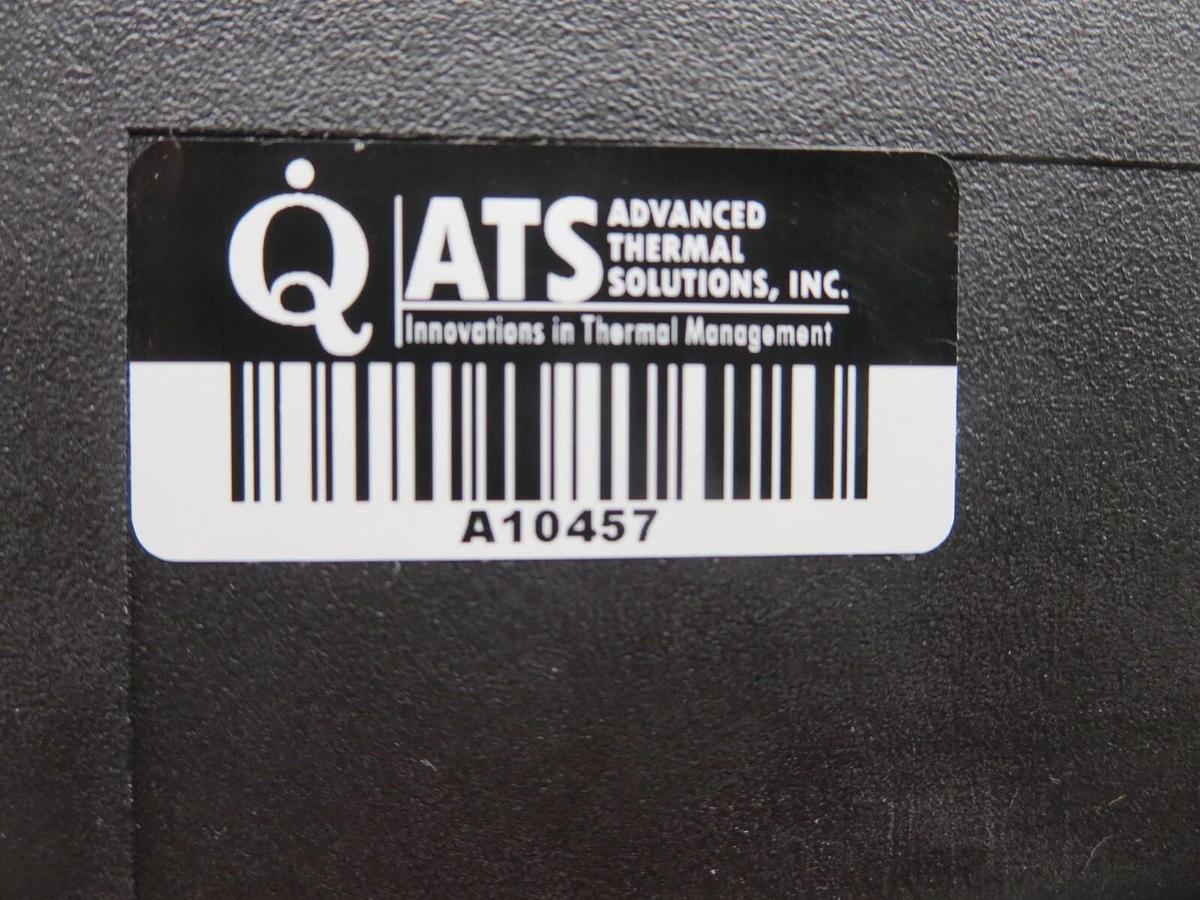 Q̇ ATS ADVANCED
THERMAL
SOLUTIONS, INC.
Innovations in Thermal Management
A10457